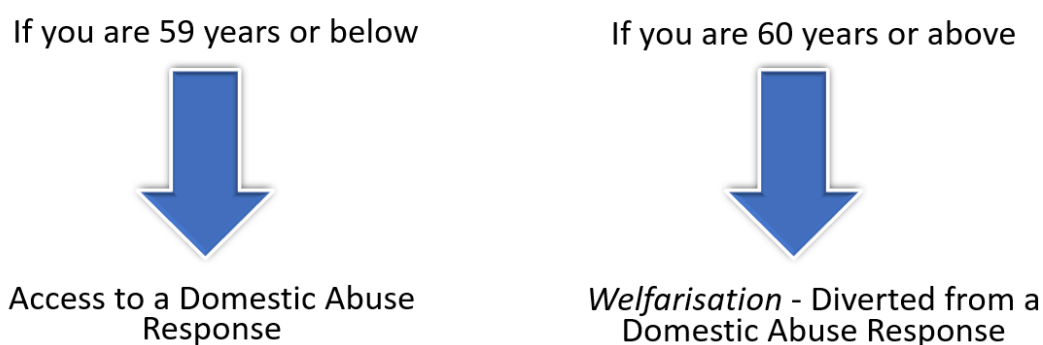 If you are 59 years or below
Access to a Domestic Abuse
Response
If you are 60 years or above
Welfarisation - Diverted from a
Domestic Abuse Response